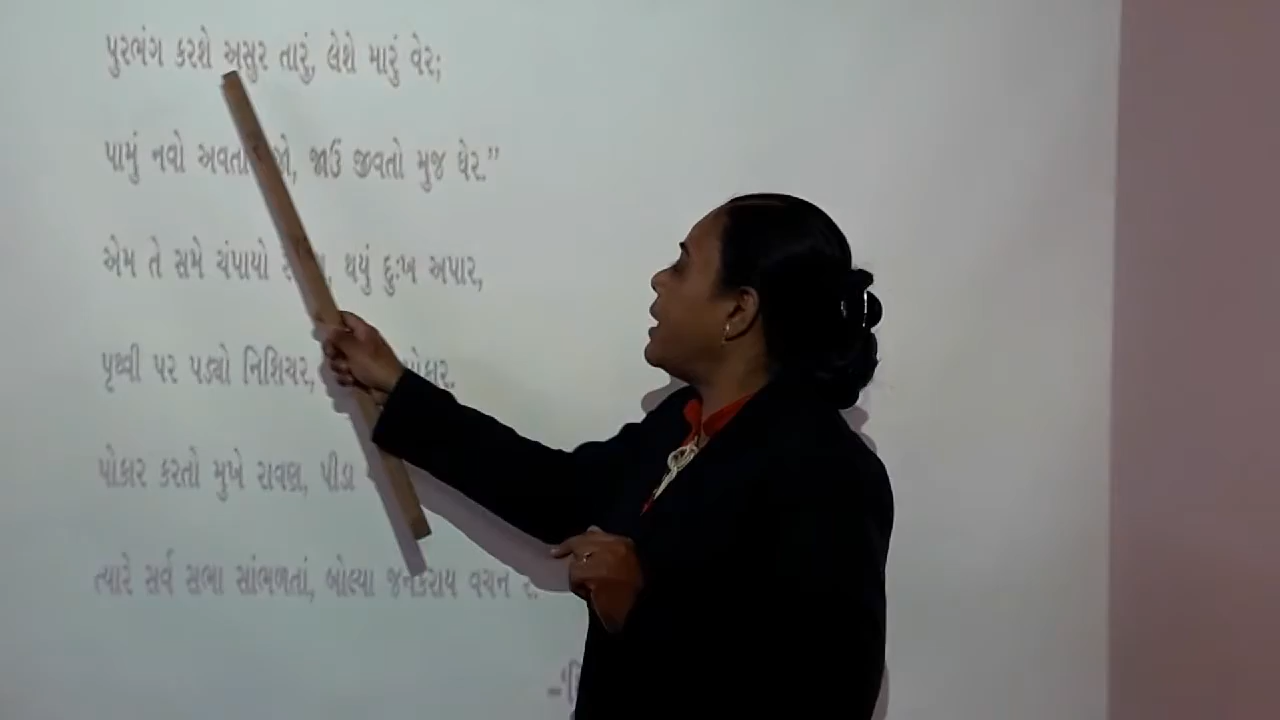 પુરભંગ કરશે અસુર તારું, લેશે મારું વેર;
પામું નવો અવતા જો, જાઉં જીવતો મુજ ઘેર.”
એમ તે સમે ચંપાયો થયું દુઃખ અપાર,
પૃથ્વી પર પડ્યો નિશિચર,
પોકાર કરતો મુખે રાવણ, પીડા
ત્યારે સર્વ સભા સાંભળતાં, બોલ્યા જનકરાય વચન